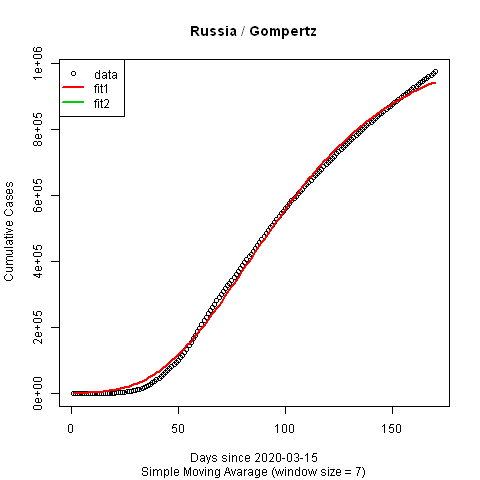 Russia / Gompertz
data
fit1
fit2
Cumulative Cases
1e+06
8e+05
6e+05
4e+05
2e+05
0e+00
0 50 100 150
Days since 2020-03-15
Simple Moving Avarage (window size = 7)